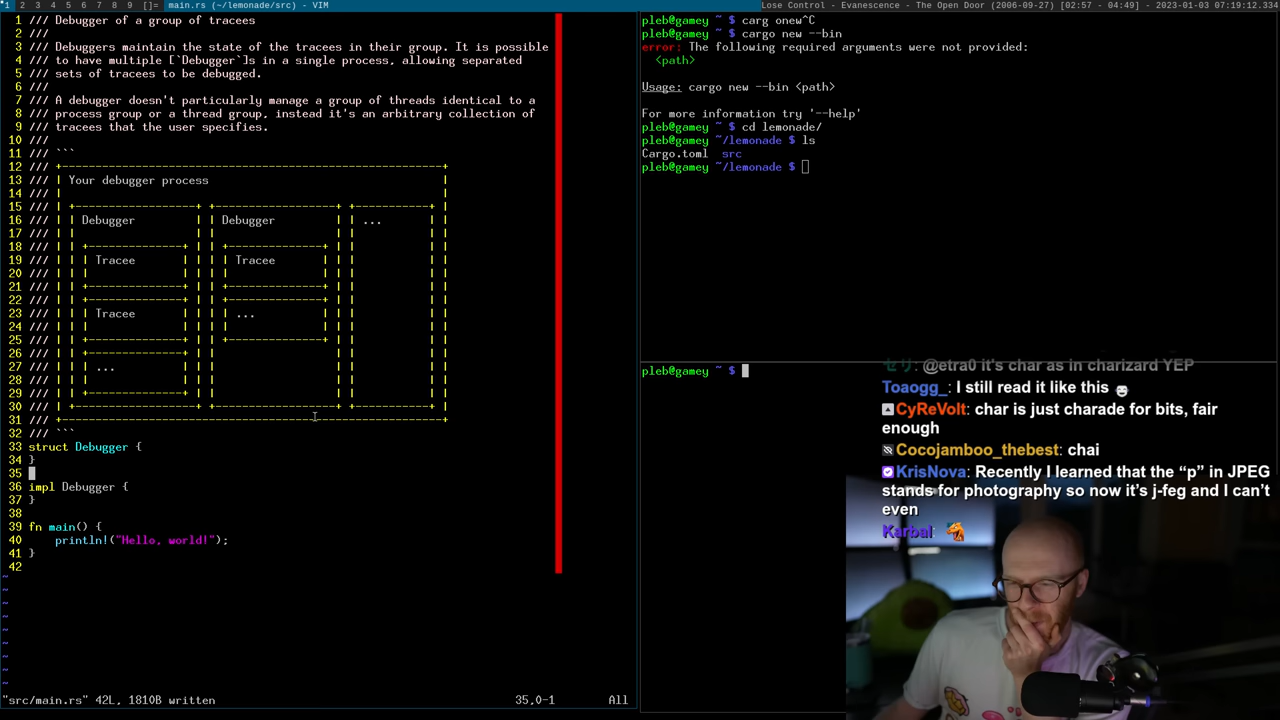 1 2 3 4 5 6 7 8 9 []= main.rs (~/lemonade/src) - VIM
Lose Control - Evanescence - The Open Door (2006-09-27) [02:57 - 04:49] - 2023-01-03 07:19:12.334
1 /// Debugger of a group of tracees
2 ///
3 /// Debuggers maintain the state of the tracees in their group. It is possible
4 /// to have multiple [`Debugger`]s in a single process, allowing separated
5 /// sets of tracees to be debugged.
6 ///
7 /// A debugger doesn't particularly manage a group of threads identical to a
8 /// process group or a thread group, instead it's an arbitrary collection of
9 /// tracees that the user specifies.
10 ///
11 /// ```
12 /// +---------------------------------------------------------+
13 /// | Your debugger process                                   |
14 /// |                                                         |
15 /// | +------------------+ +------------------+ +-----------+ |
16 /// | | Debugger         | | Debugger         | | ...       | |
17 /// | |                  | |                  | |           | |
18 /// | | +--------------+ | | +--------------+ | |           | |
19 /// | | | Tracee       | | | | Tracee       | | |           | |
20 /// | | |              | | | |              | | |           | |
21 /// | | +--------------+ | | +--------------+ | |           | |
22 /// | | +--------------+ | | +--------------+ | |           | |
23 /// | | | Tracee       | | | | ...          | | |           | |
24 /// | | |              | | | |              | | |           | |
25 /// | | +--------------+ | | +--------------+ | |           | |
26 /// | | +--------------+ | |                  | |           | |
27 /// | | | ...          | | |                  | |           | |
28 /// | | |              | | |                  | |           | |
29 /// | | +--------------+ | |                  | |           | |
30 /// | +------------------+ +------------------+ +-----------+ |
31 /// +---------------------------------------------------------+
32 /// ```
33 struct Debugger {
34 }
35
36 impl Debugger {
37 }
38
39 fn main() {
40     println!("Hello, world!");
41 }
42
~
~
~
~
~
~
~
~
~
"src/main.rs" 42L, 1810B written 35,0-1 All
pleb@gamey ~ $ carg onew^C
pleb@gamey ~ $ cargo new --bin
error: The following required arguments were not provided:
<path>
Usage: cargo new --bin <path>
For more information try '--help'
pleb@gamey ~ $ cd lemonade/
pleb@gamey ~/lemonade $ ls
Cargo.toml src
pleb@gamey ~/lemonade $
pleb@gamey ~ $
セリ: @etra0 it's char as in charizard YEP
Toaogg_: I still read it like this
CyReVolt: char is just charade for bits, fair
enough
Cocojamboo_thebest: chai
KrisNova: Recently I learned that the “p” in JPEG
stands for photography so now it’s j-feg and I can’t
even
Karbal